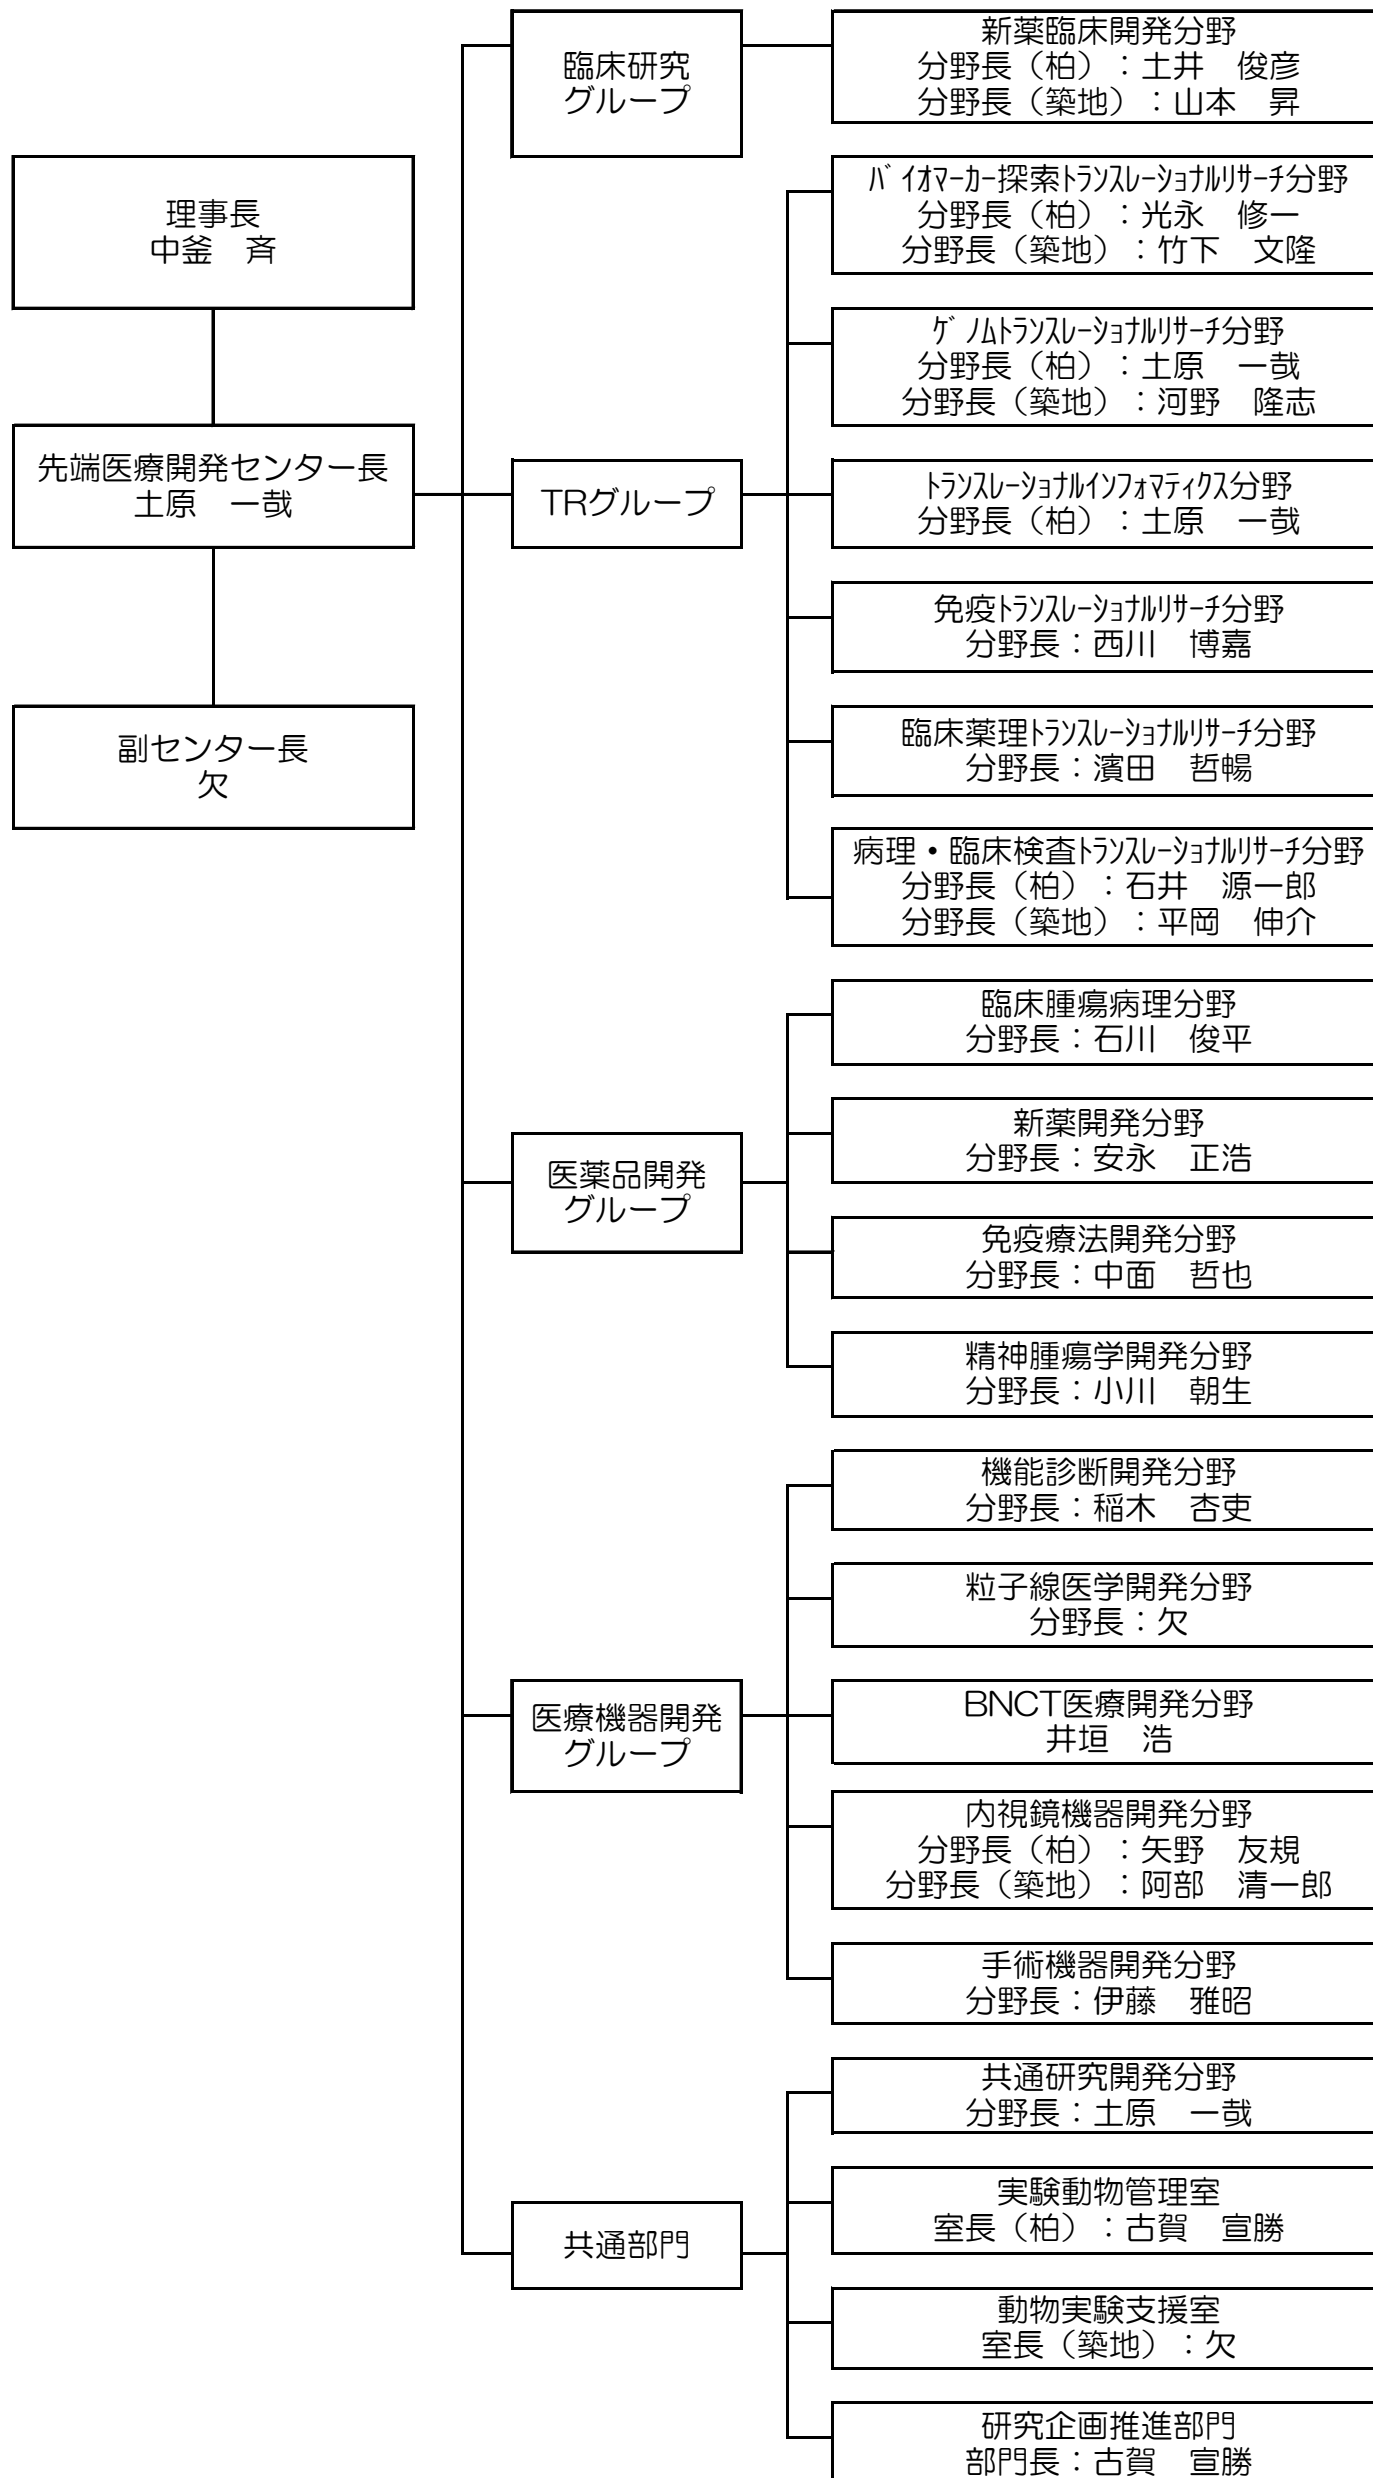 理事長
中釜　斉
先端医療開発センター長
土原　一哉
副センター長
欠
臨床研究
グループ
新薬臨床開発分野
分野長（柏）：土井　俊彦
分野長（築地）：山本　昇
TRグループ
ﾊﾞｲｵﾏｰｶｰ探索ﾄﾗﾝｽﾚｰｼｮﾅﾙﾘｻｰﾁ分野
分野長（柏）：光永　修一
分野長（築地）：竹下　文隆
ｹﾞﾉﾑﾄﾗﾝｽﾚｰｼｮﾅﾙﾘｻｰﾁ分野
分野長（柏）：土原　一哉
分野長（築地）：河野　隆志
ﾄﾗﾝｽﾚｰｼｮﾅﾙｲﾝﾌｫﾏﾃｨｸｽ分野
分野長（柏）：土原　一哉
免疫ﾄﾗﾝｽﾚｰｼｮﾅﾙﾘｻｰﾁ分野
分野長：西川　博嘉
臨床薬理ﾄﾗﾝｽﾚｰｼｮﾅﾙﾘｻｰﾁ分野
分野長：濱田　哲暢
病理・臨床検査ﾄﾗﾝｽﾚｰｼｮﾅﾙﾘｻｰﾁ分野
分野長（柏）：石井　源一郎
分野長（築地）：平岡　伸介
医薬品開発
グループ
臨床腫瘍病理分野
分野長：石川　俊平
新薬開発分野
分野長：安永　正浩
免疫療法開発分野
分野長：中面　哲也
精神腫瘍学開発分野
分野長：小川　朝生
医療機器開発
グループ
機能診断開発分野
分野長：稲木　杏吏
粒子線医学開発分野
分野長：欠
BNCT医療開発分野
井垣　浩
内視鏡機器開発分野
分野長（柏）：矢野　友規
分野長（築地）：阿部　清一郎
手術機器開発分野
分野長：伊藤　雅昭
共通部門
共通研究開発分野
分野長：土原　一哉
実験動物管理室
室長（柏）：古賀　宣勝
動物実験支援室
室長（築地）：欠
研究企画推進部門
部門長：古賀　宣勝